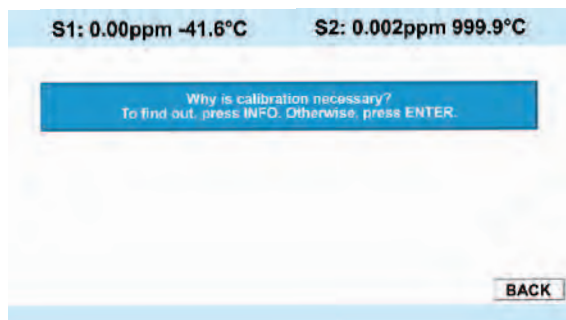 S1: 0.00ppm -41.6°C S2: 0.002ppm 999.9°C
Why is calibration necessary?
To find out, press INFO. Otherwise, press ENTER.
BACK